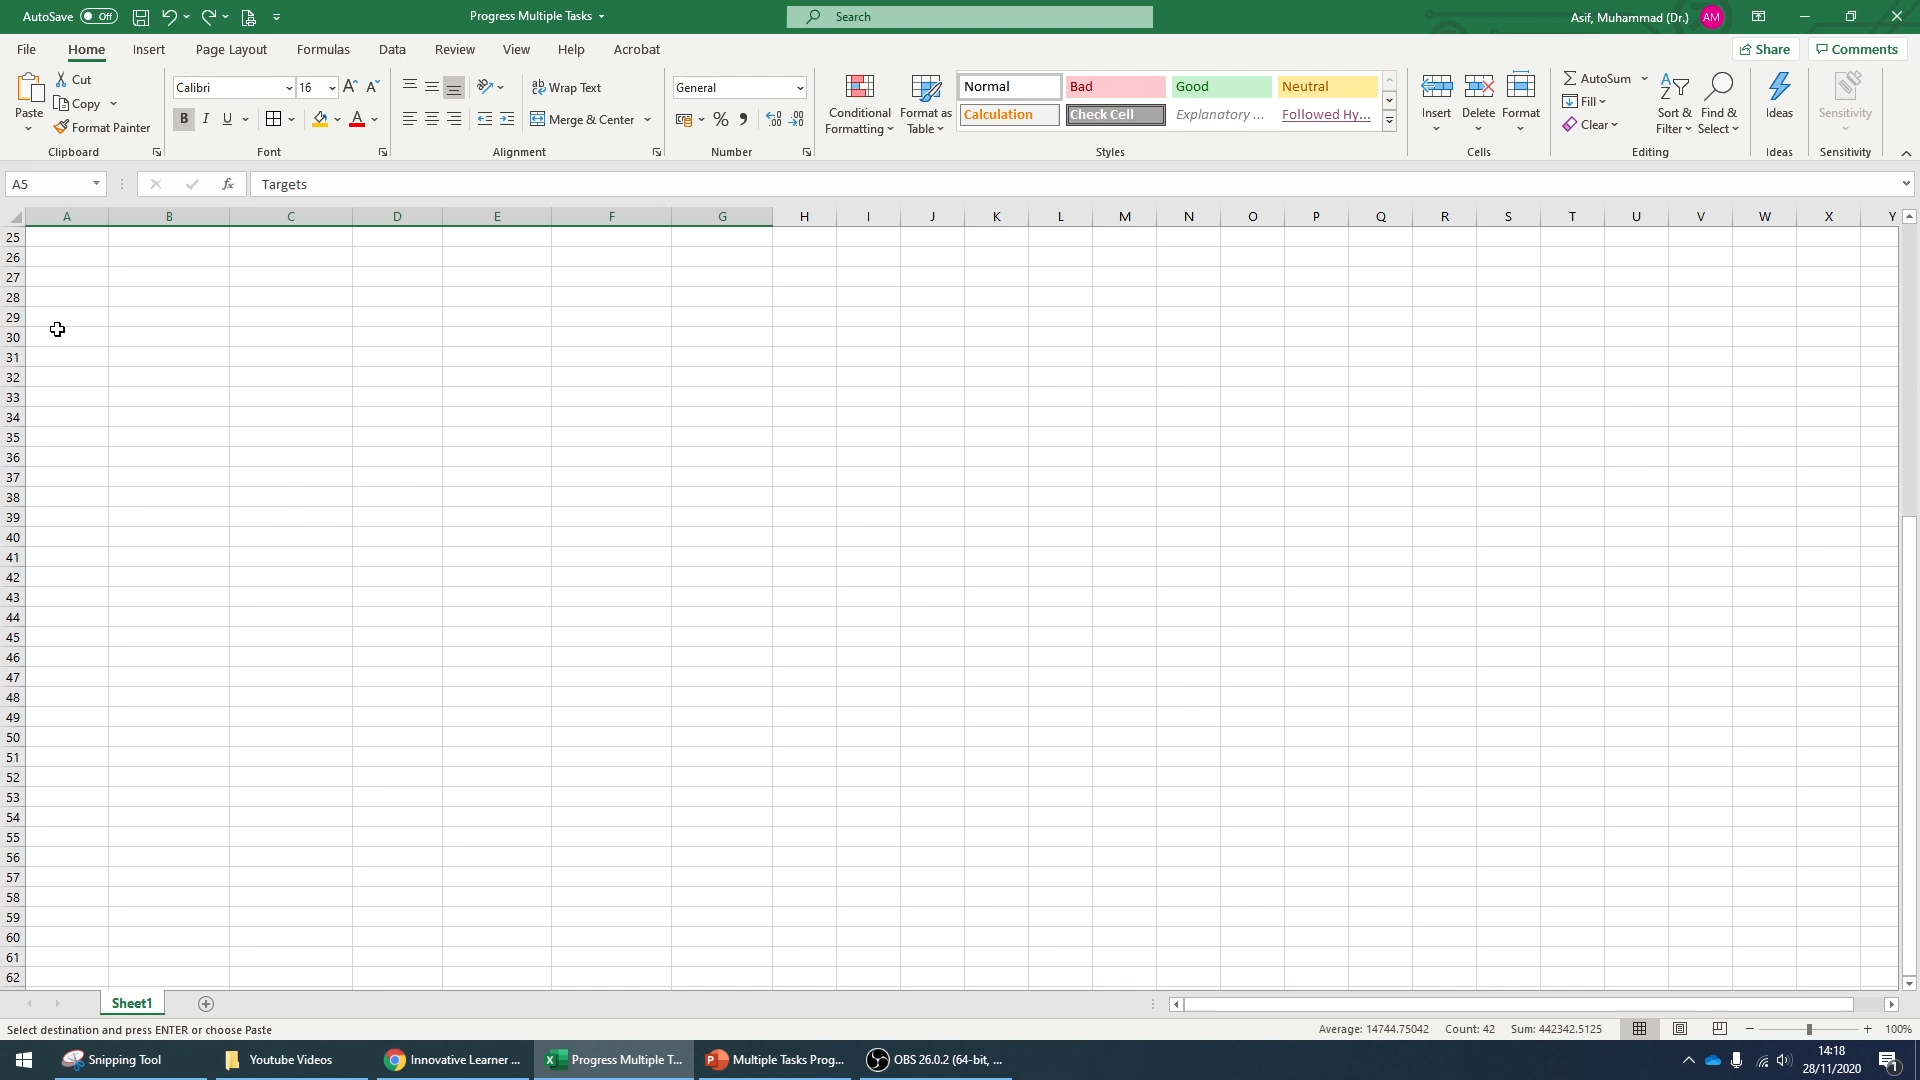 AutoSave Off Progress Multiple Tasks Search Asif, Muhammad (Dr.) AM
File Home Insert Page Layout Formulas Data Review View Help Acrobat Share Comments
Paste Cut Copy Format Painter
Calibri 16
B I U A
Wrap Text
Merge & Center
General
%
Conditional Formatting
Format as Table
Normal Bad Good Neutral
Calculation Check Cell Explanatory ... Followed Hy...
Insert Delete Format
AutoSum Fill Clear
Sort & Filter Find & Select
Ideas
Sensitivity
Clipboard Font Alignment Number Styles Cells Editing Ideas Sensitivity
A5 fx Targets
A B C D E F G H I J K L M N O P Q R S T U V W X Y
25
26
27
28
29
30
31
32
33
34
35
36
37
38
39
40
41
42
43
44
45
46
47
48
49
50
51
52
53
54
55
56
57
58
59
60
61
62
Sheet1
Select destination and press ENTER or choose Paste Average: 14744.75042 Count: 42 Sum: 442342.5125 100%
Snipping Tool Youtube Videos Innovative Learner ... Progress Multiple T... Multiple Tasks Prog... OBS 26.0.2 (64-bit, ... 14:18
28/11/2020 1